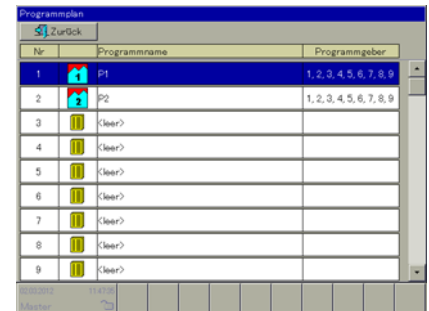 Programmplan
Zurück
Nr Programmname Programmgeber
1 1 P1 1, 2, 3, 4, 5, 6, 7, 8, 9
2 2 P2 1, 2, 3, 4, 5, 6, 7, 8, 9
3 <leer>
4 <leer>
5 <leer>
6 <leer>
7 <leer>
8 <leer>
9 <leer>
Master